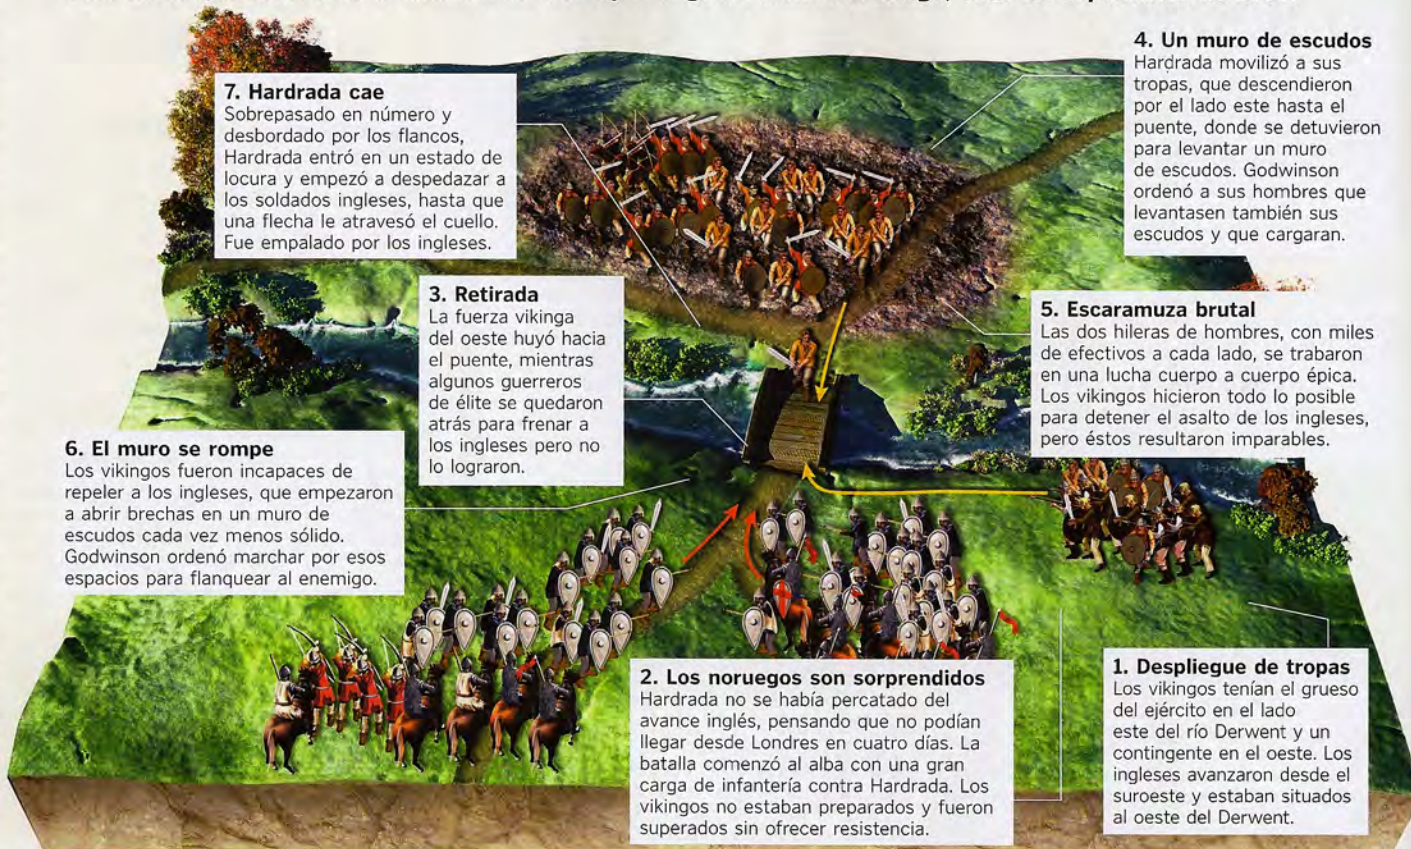 1. Despliegue de tropas
Los vikingos tenían el grueso
del ejército en el lado
este del río Derwent y un
contingente en el oeste. Los
ingleses avanzaron desde el
suroeste y estaban situados
al oeste del Derwent.
2. Los noruegos son sorprendidos
Hardrada no se había percatado del
avance inglés, pensando que no podían
llegar desde Londres en cuatro días. La
batalla comenzó al alba con una gran
carga de infantería contra Hardrada. Los
vikingos no estaban preparados y fueron
superados sin ofrecer resistencia.
3. Retirada
La fuerza vikinga
del oeste huyó hacia
el puente, mientras
algunos guerreros
de élite se quedaron
atrás para frenar a
los ingleses pero no
lo lograron.
4. Un muro de escudos
Hardrada movilizó a sus
tropas, que descendieron
por el lado este hasta el
puente, donde se detuvieron
para levantar un muro
de escudos. Godwinson
ordenó a sus hombres que
levantasen también sus
escudos y que cargaran.
5. Escaramuza brutal
Las dos hileras de hombres, con miles
de efectivos a cada lado, se trabaron
en una lucha cuerpo a cuerpo épica.
Los vikingos hicieron todo lo posible
para detener el asalto de los ingleses,
pero éstos resultaron imparables.
6. El muro se rompe
Los vikingos fueron incapaces de
repeler a los ingleses, que empezaron
a abrir brechas en un muro de
escudos cada vez menos sólido.
Godwinson ordenó marchar por esos
espacios para flanquear al enemigo.
7. Hardrada cae
Sobrepasado en número y
desbordado por los flancos,
Hardrada entró en un estado de
locura y empezó a despedazar a
los soldados ingleses, hasta que
una flecha le atravesó el cuello.
Fue empalado por los ingleses.